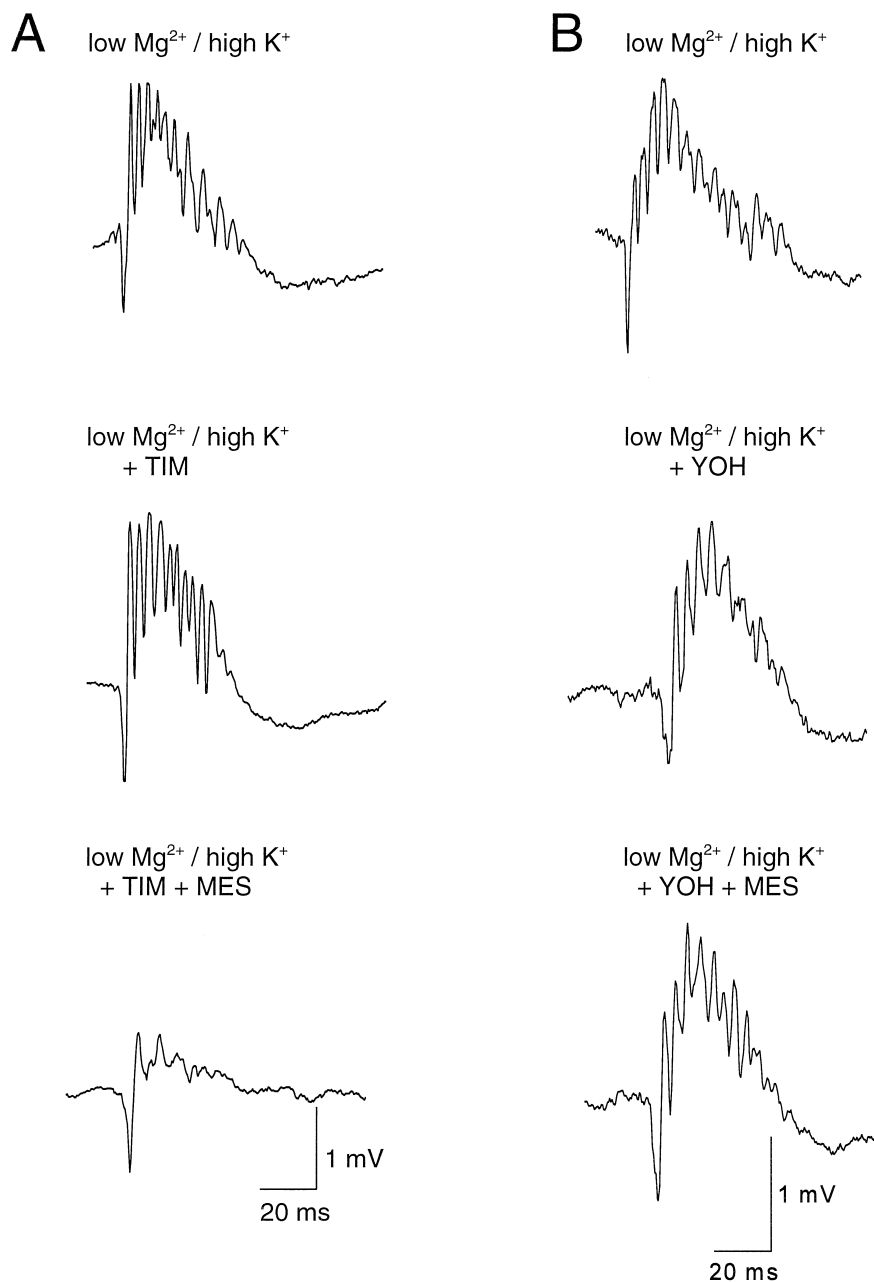 A
low Mg²⁺ / high K⁺
B
low Mg²⁺ / high K⁺
low Mg²⁺ / high K⁺
+ TIM
low Mg²⁺ / high K⁺
+ YOH
low Mg²⁺ / high K⁺
+ TIM + MES
low Mg²⁺ / high K⁺
+ YOH + MES
1 mV
20 ms
1 mV
20 ms